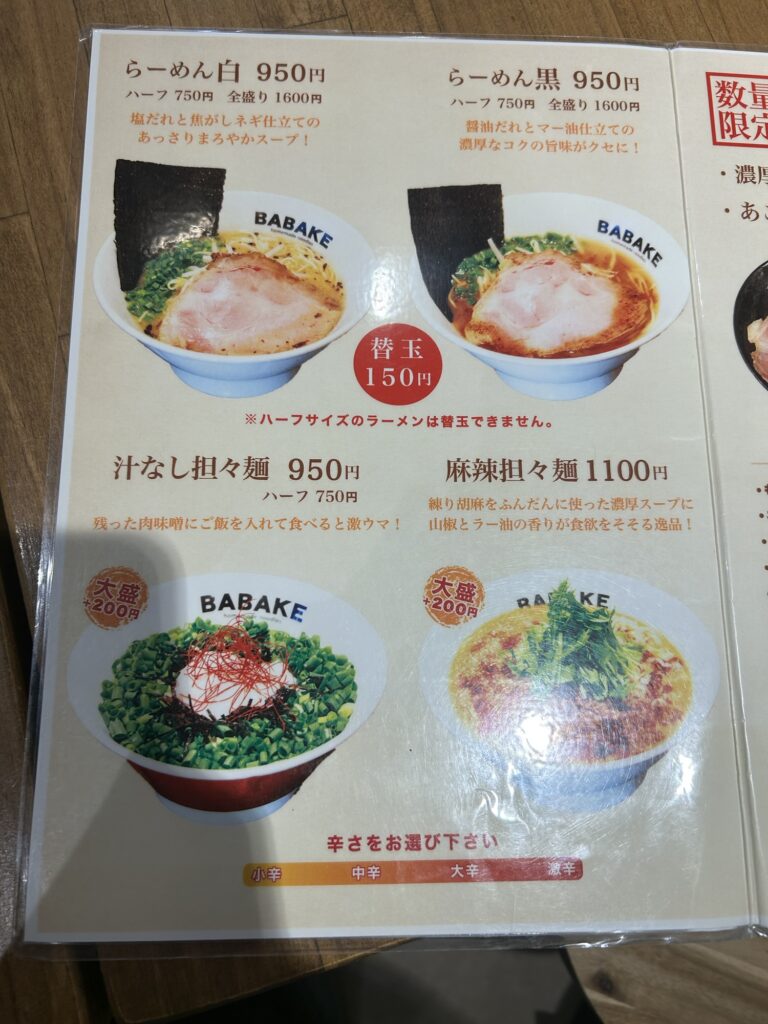 らーめん白 950円
ハーフ 750円 全盛り 1600円
塩だれと焦がしネギ仕立ての
あっさりまろやかスープ！
らーめん黒 950円
ハーフ 750円 全盛り 1600円
醤油だれとマー油仕立ての
濃厚なコクの旨味がクセに！
BABAKE
BABAKE
替玉
150円
※ハーフサイズのラーメンは替玉できません。
汁なし担々麺 950円
ハーフ 750円
残った肉味噌にご飯を入れて食べると激ウマ！
麻辣担々麺 1100円
練り胡麻をふんだんに使った濃厚スープに
山椒とラー油の香りが食欲をそそる逸品！
大盛
+200円
BABAKE
大盛
+200円
BABAKE
辛さをお選び下さい
小辛 中辛 大辛 激辛
数量
限定
・濃厚
・あ